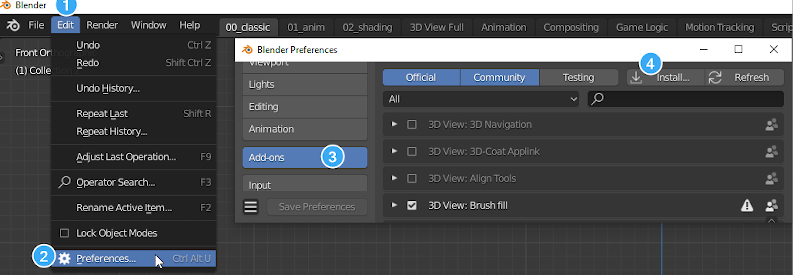 Blender
1
File Edit Render Window Help
00_classic 01_anim 02_shading 3D View Full Animation Compositing Game Logic Motion Tracking Scrip
Front Ortho
(1) Collec
Undo Ctrl Z
Redo Shift Ctrl Z
Undo History...
Repeat Last Shift R
Repeat History...
Adjust Last Operation... F9
Operator Search... F3
Rename Active Item... F2
Lock Object Modes
2 Preferences... Ctrl Alt U
Blender Preferences
Viewport
Lights
Editing
Animation
Add-ons 3
Input
Save Preferences
4
Official Community Testing Install... Refresh
All
3D View: 3D Navigation
3D View: 3D-Coat Applink
3D View: Align Tools
3D View: Brush fill